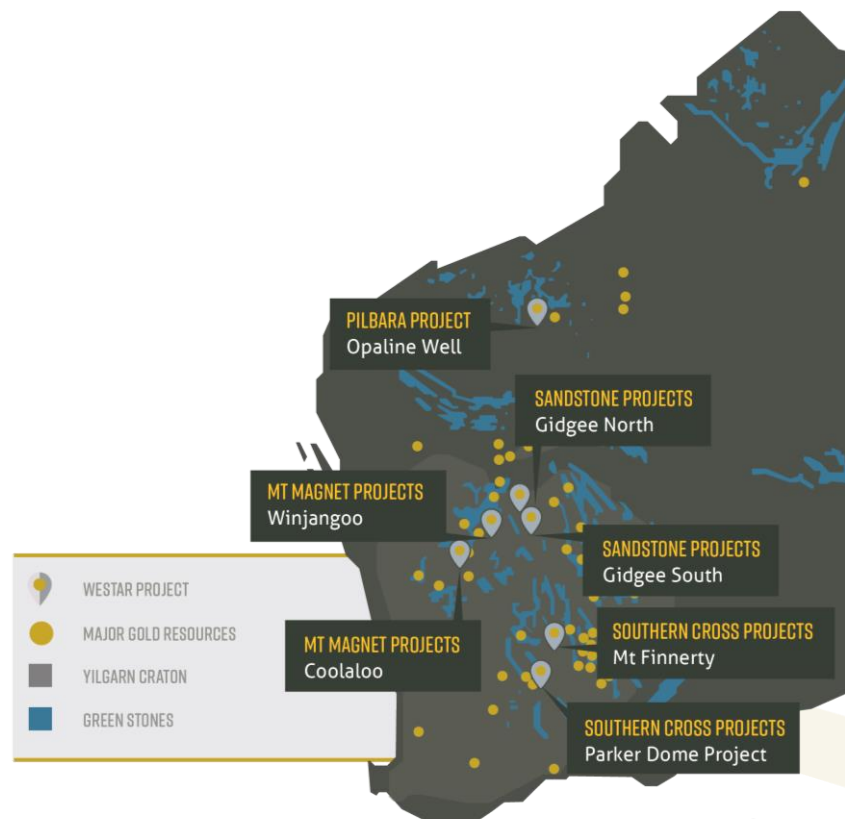 PILBARA PROJECT
Opaline Well
SANDSTONE PROJECTS
Gidgee North
MT MAGNET PROJECTS
Winjangoo
SANDSTONE PROJECTS
Gidgee South
WESTAR PROJECT
MAJOR GOLD RESOURCES
YILGARN CRATON
GREEN STONES
MT MAGNET PROJECTS
Coolaloo
SOUTHERN CROSS PROJECTS
Mt Finnerty
SOUTHERN CROSS PROJECTS
Parker Dome Project